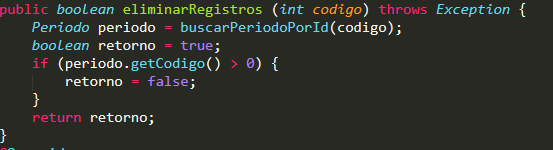 public boolean eliminarRegistros (int codigo) throws Exception {
    Periodo periodo = buscarPeriodoPorId(codigo);
    boolean retorno = true;
    if (periodo.getCodigo() > 0) {
        retorno = false;
    }
    return retorno;
}